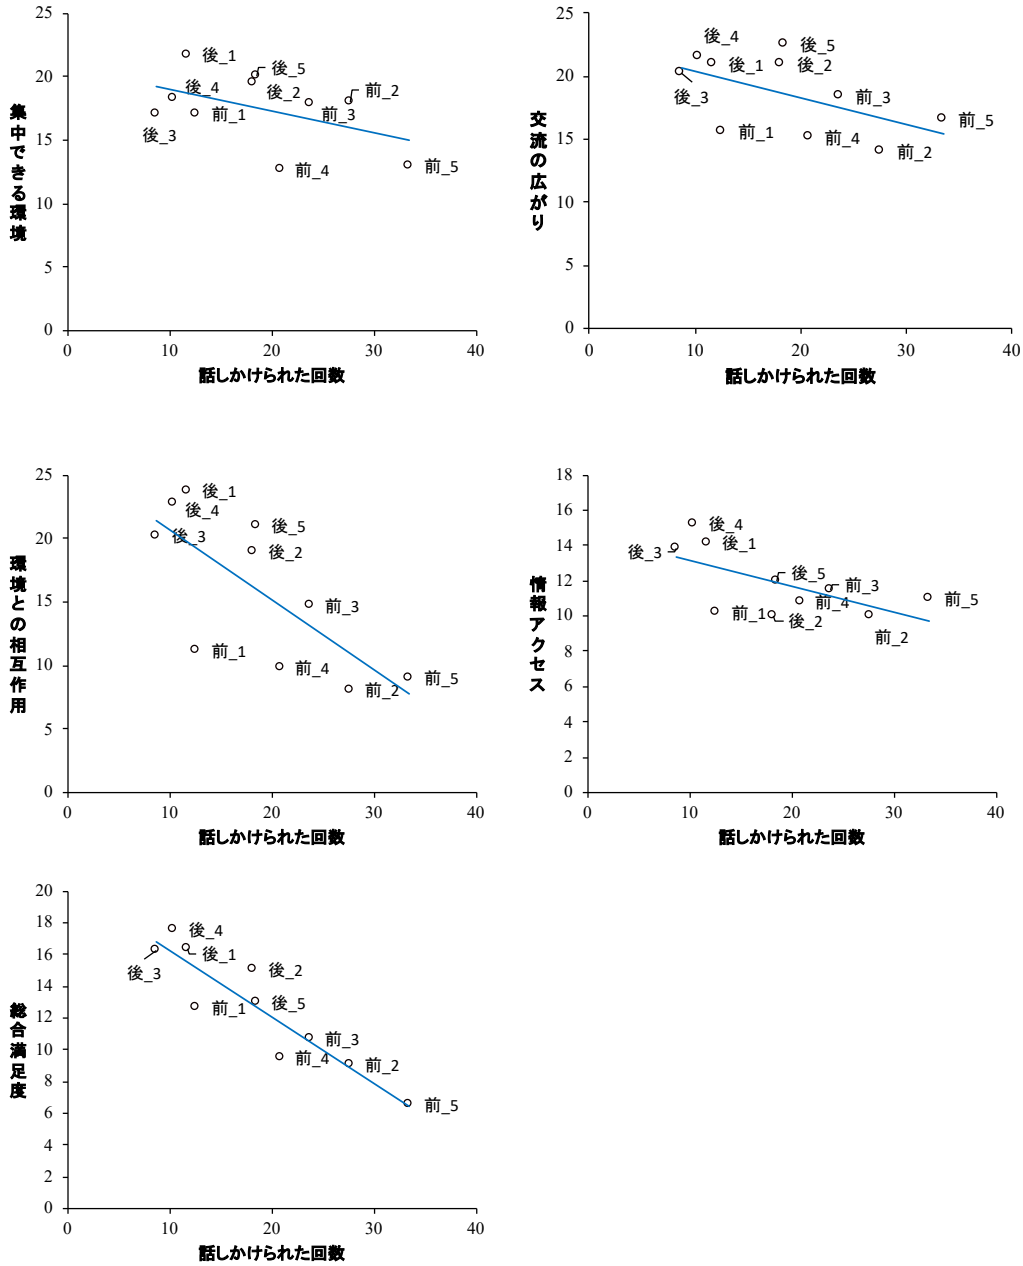 25
20
15
10
5
0
0
10
20
30
40
集中できる環境
話しかけられた回数
後_1
後_5
後_4
後_2
前_2
前_3
前_1
後_3
前_4
前_5
25
20
15
10
5
0
0
10
20
30
40
交流の広がり
話しかけられた回数
後_4
後_5
後_1
後_2
後_3
前_3
前_5
前_1
前_4
前_2
25
20
15
10
5
0
0
10
20
30
40
環境との相互作用
話しかけられた回数
後_1
後_4
後_5
後_3
後_2
前_3
前_1
前_4
前_5
前_2
18
16
14
12
10
8
6
4
2
0
0
10
20
30
40
情報アクセス
話しかけられた回数
後_4
後_1
後_3
後_5
前_3
前_4
前_5
前_1
後_2
前_2
20
18
16
14
12
10
8
6
4
2
0
0
10
20
30
40
総合満足度
話しかけられた回数
後_4
後_1
後_3
後_2
後_5
前_1
前_3
前_4
前_2
前_5